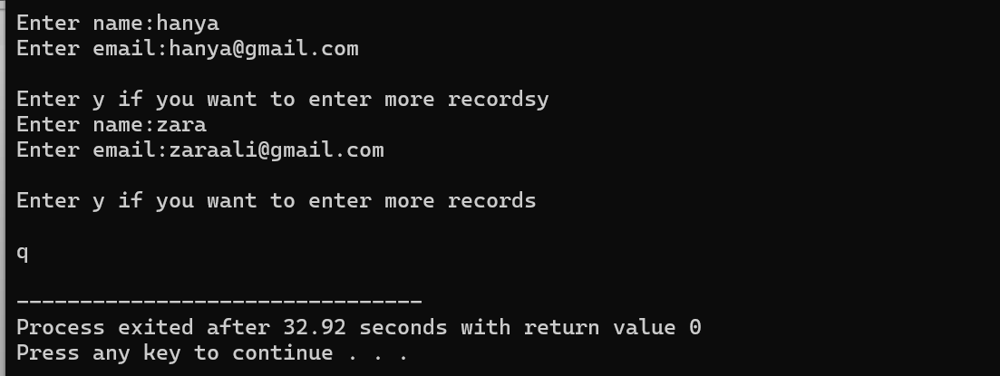 Enter name:hanya
Enter email:hanya@gmail.com
Enter y if you want to enter more recordsy
Enter name:zara
Enter email:zaraali@gmail.com
Enter y if you want to enter more records
q
--------------------------------
Process exited after 32.92 seconds with return value 0
Press any key to continue . . .